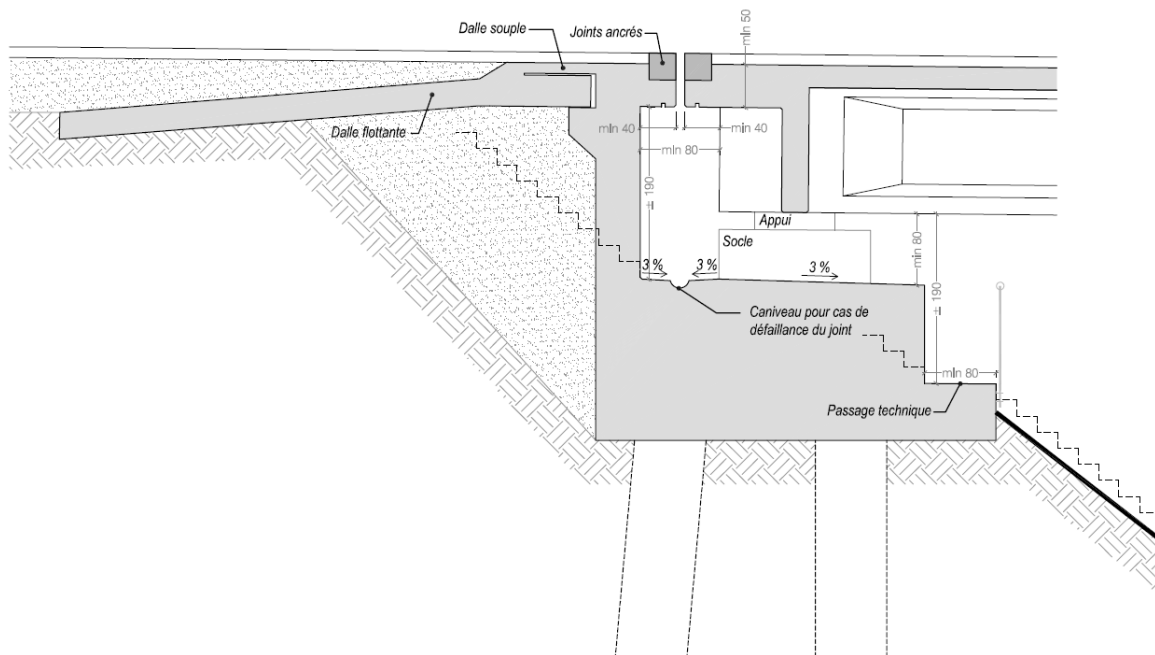 Dalle souple
Joints ancrés
min 50
Dalle flottante
min 40
min 40
min 80
± 190
Appui
Socle
3 %
3 %
3 %
min 80
± 190
Caniveau pour cas de
défaillance du joint
min 80
Passage technique